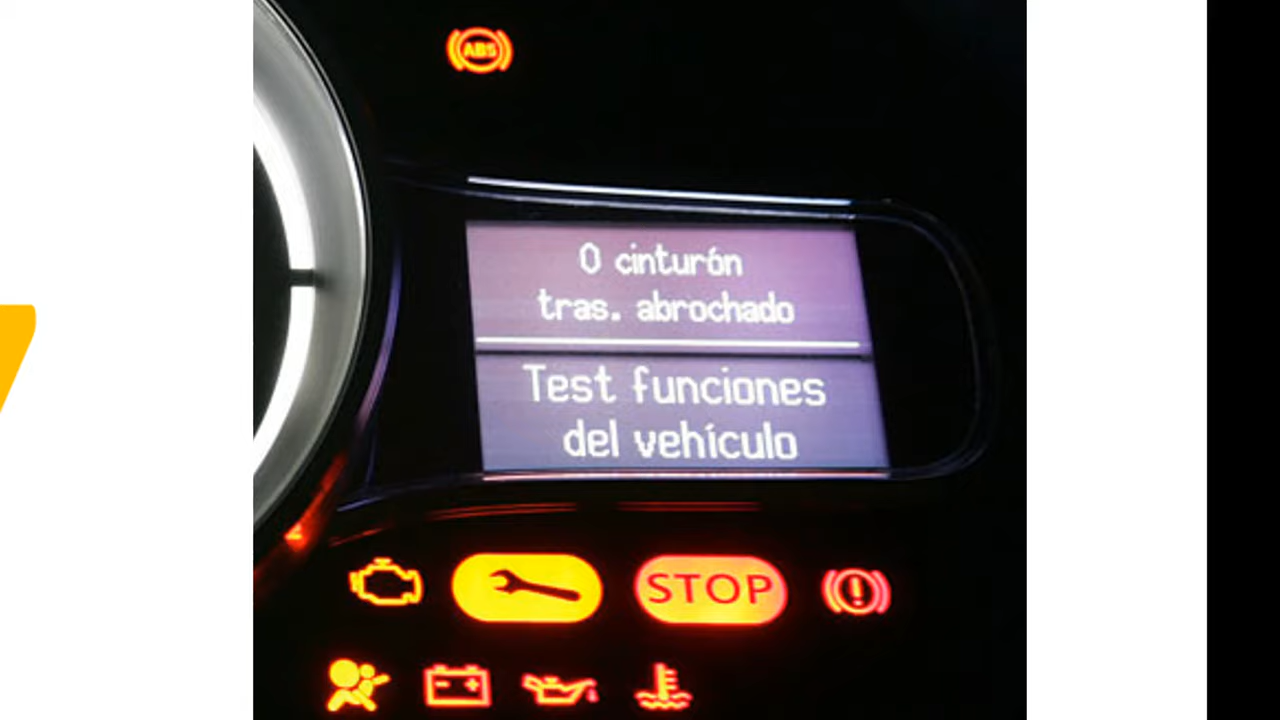 ABS
0 cinturón
tras. abrochado
Test funciones
del vehículo
STOP